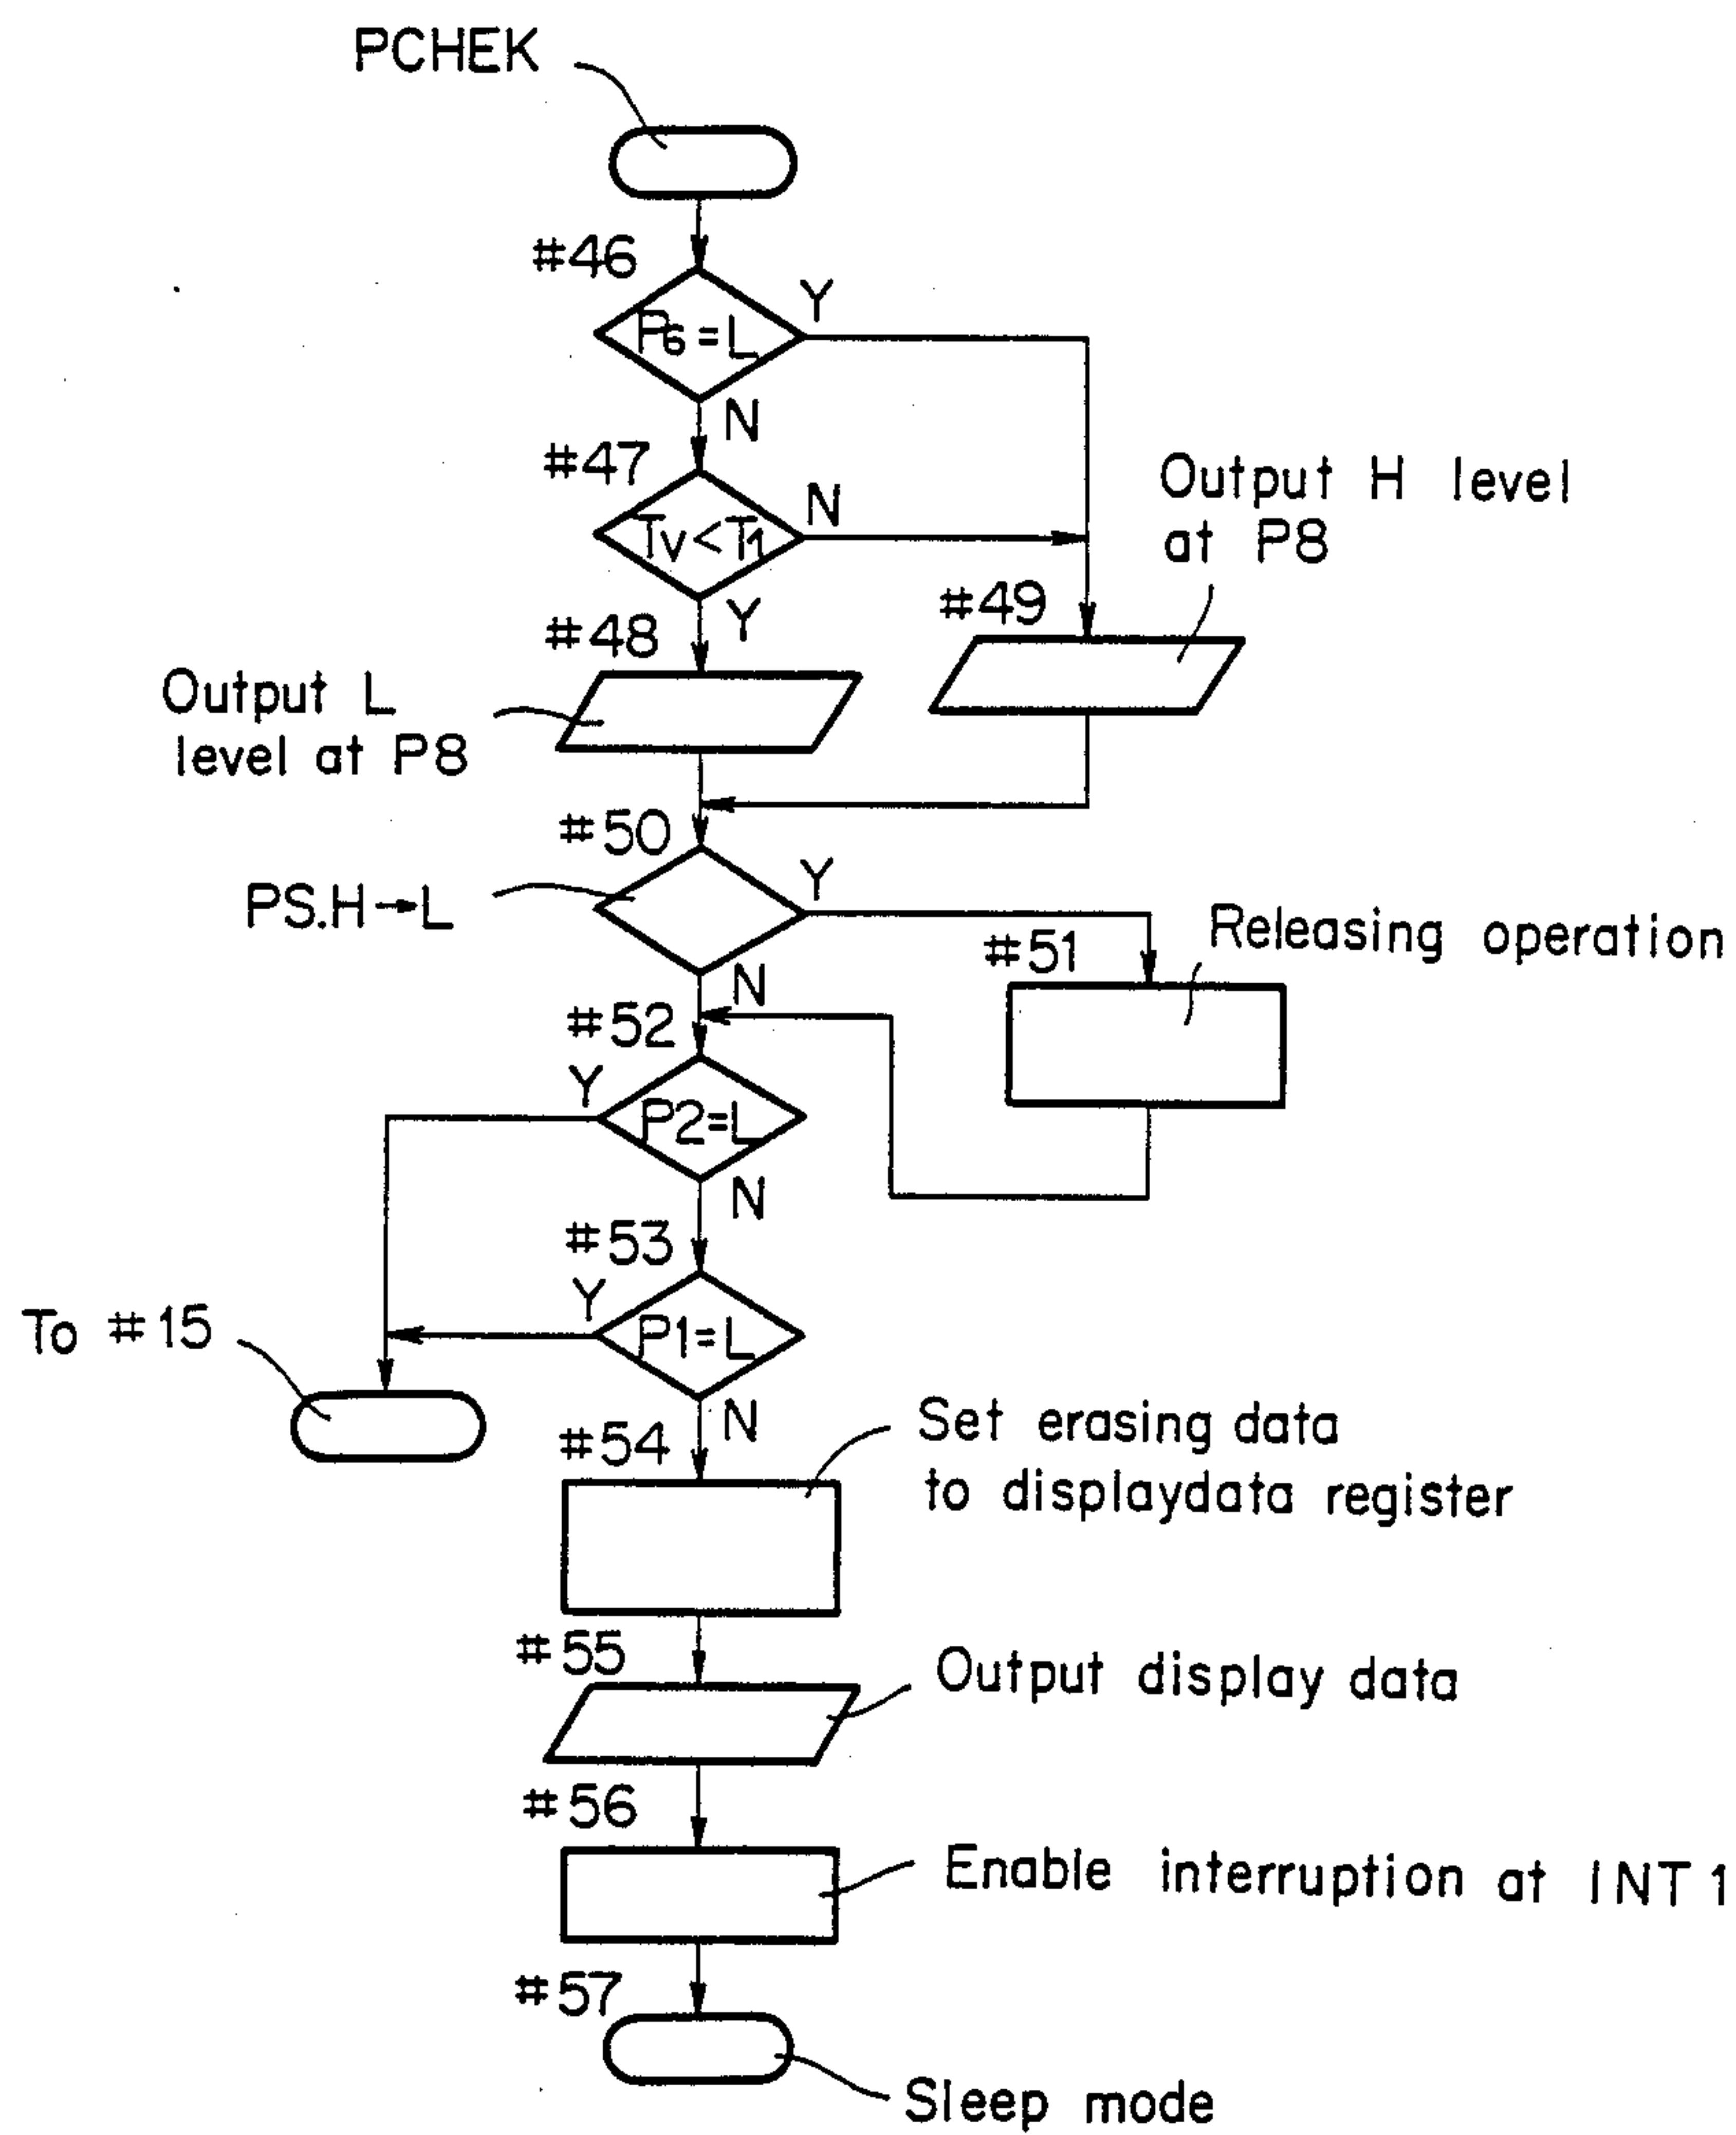 PCHEK
#46
P6=L
Y
N
#47
Tv<T1
N
Y
Output H level
at P8
#49
#48
Output L
level at P8
#50
PS.H→L
Y
N
#51
Releasing operation
#52
Y
P2=L
N
#53
Y
P1=L
N
To #15
#54
Set erasing data
to displaydata register
#55
Output display data
#56
Enable interruption at INT1
#57
Sleep mode